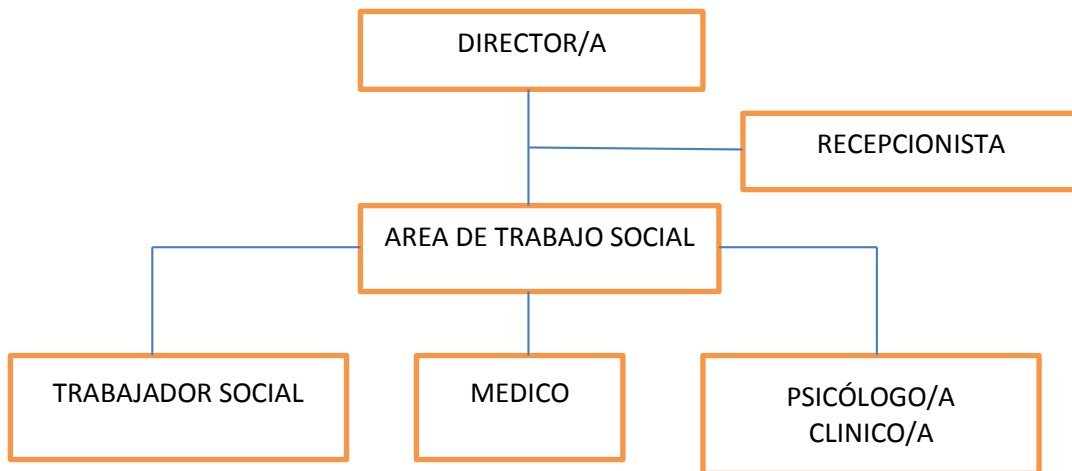 DIRECTOR/A
RECEPCIONISTA
AREA DE TRABAJO SOCIAL
TRABAJADOR SOCIAL
MEDICO
PSICÓLOGO/A
CLINICO/A